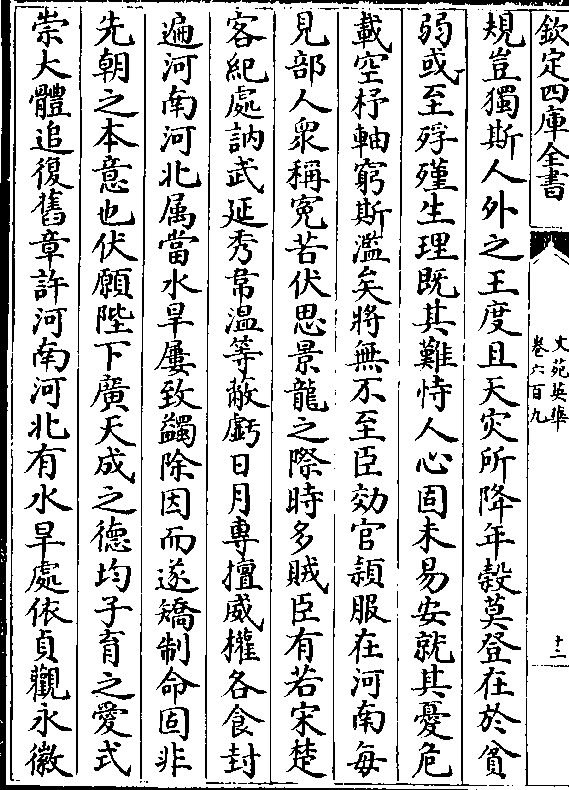 欽定四庫全書
文苑英華
卷六百九
十二
規豈獨斯人外之王度且天災所降年穀莫登在於貧
弱或至殍殣生理既其難恃人心固未易安就其憂危
載空杼軸窮斯濫矣將無不至臣効官潁服在河南每
見部人衆稱冤苦伏思景龍之際時多賊臣有若宋楚
客紀處訥武延秀韋溫等蔽虧日月專擅威權各食封
遍河南河北属當水旱屢致蠲除因而遂矯制命固非
先朝之本意也伏願陛下廣天成之德均子育之愛式
崇大體追復舊章許河南河北有水旱處依貞觀永徽